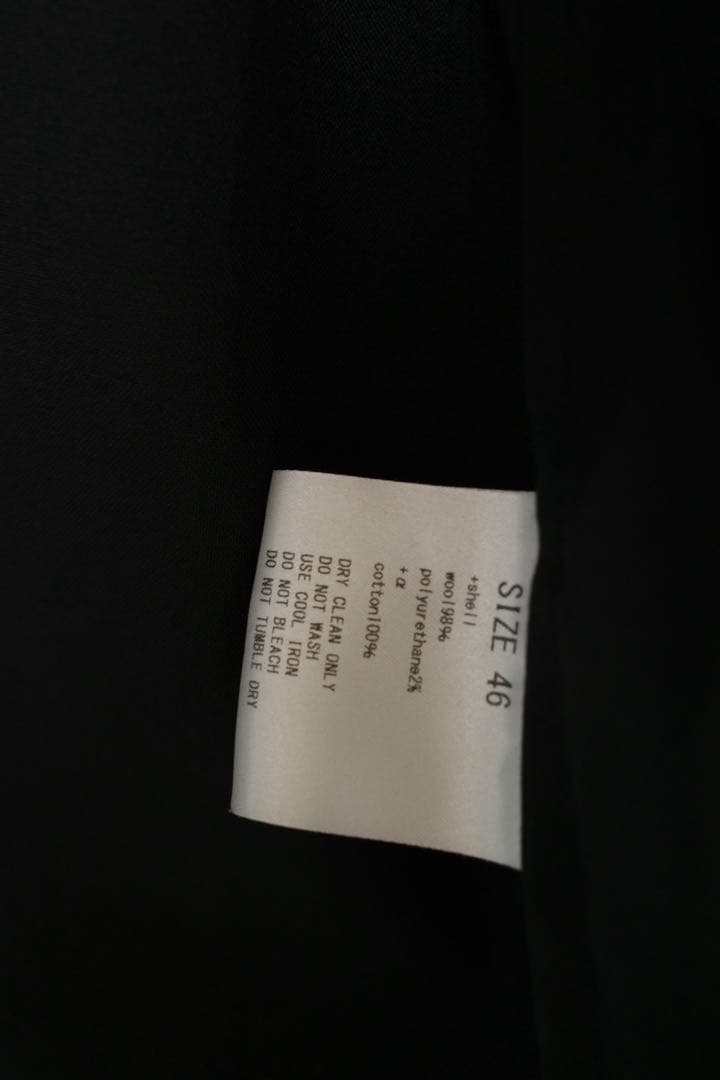 SIZE 46
+shell
wool98%
polyurethane2%
+α
cotton100%
DRY CLEAN ONLY
DO NOT WASH
USE COOL IRON
DO NOT BLEACH
DO NOT TUMBLE DRY